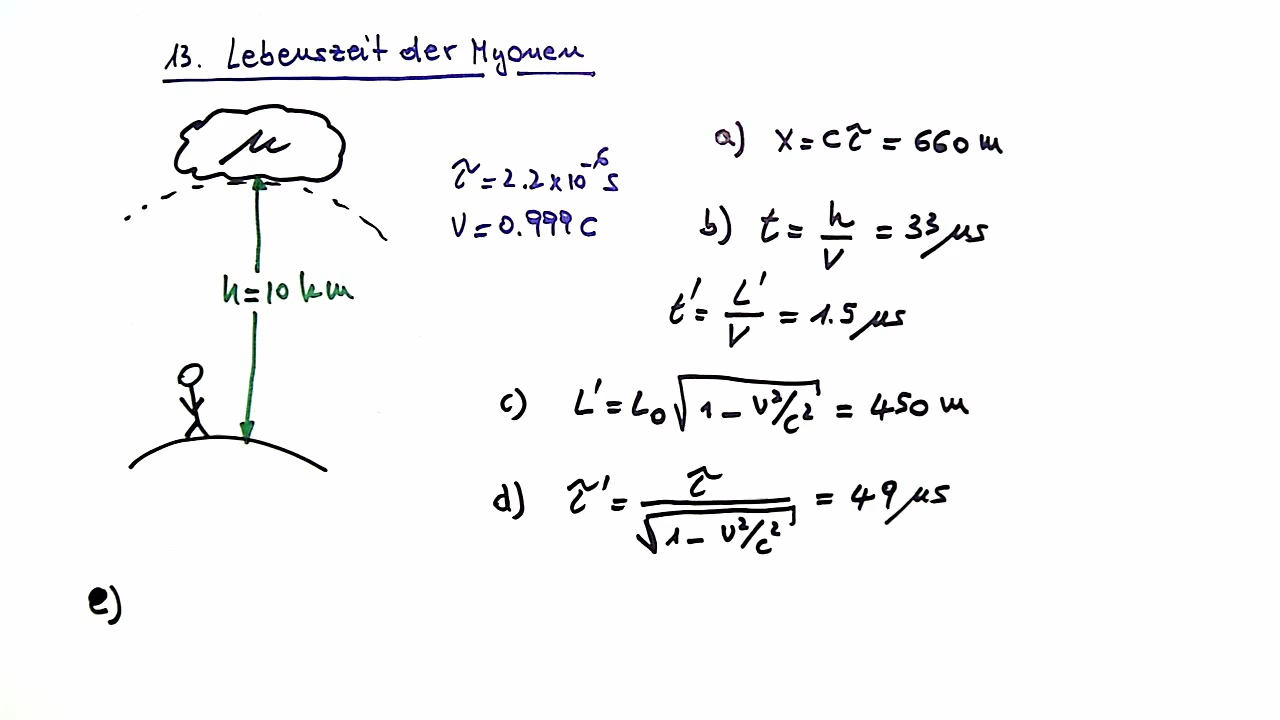 13. Lebenszeit der Myonen
μ
τ = 2.2 × 10⁻⁶ s
v = 0.999 c
h = 10 km
a) x = cτ = 660 m
b) t = h/v = 33 μs
t' = L'/v = 1.5 μs
c) L' = L₀ √(1 - v²/c²) = 450 m
d) τ' = τ/√(1 - v²/c²) = 49 μs
e)